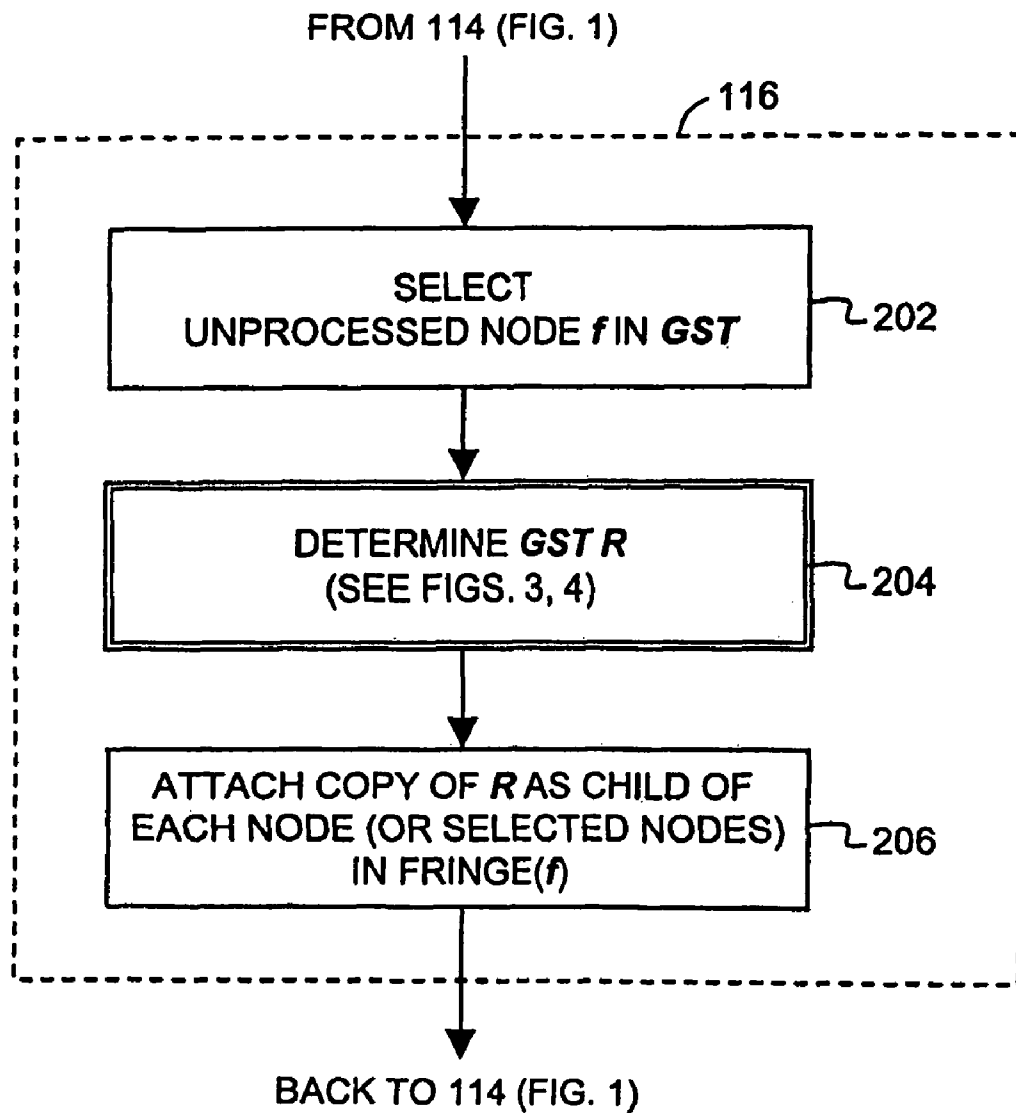 FROM 114 (FIG. 1)
116
SELECT
UNPROCESSED NODE f IN GST
202
DETERMINE GST R
(SEE FIGS. 3, 4)
204
ATTACH COPY OF R AS CHILD OF
EACH NODE (OR SELECTED NODES)
IN FRINGE(f)
206
BACK TO 114 (FIG. 1)